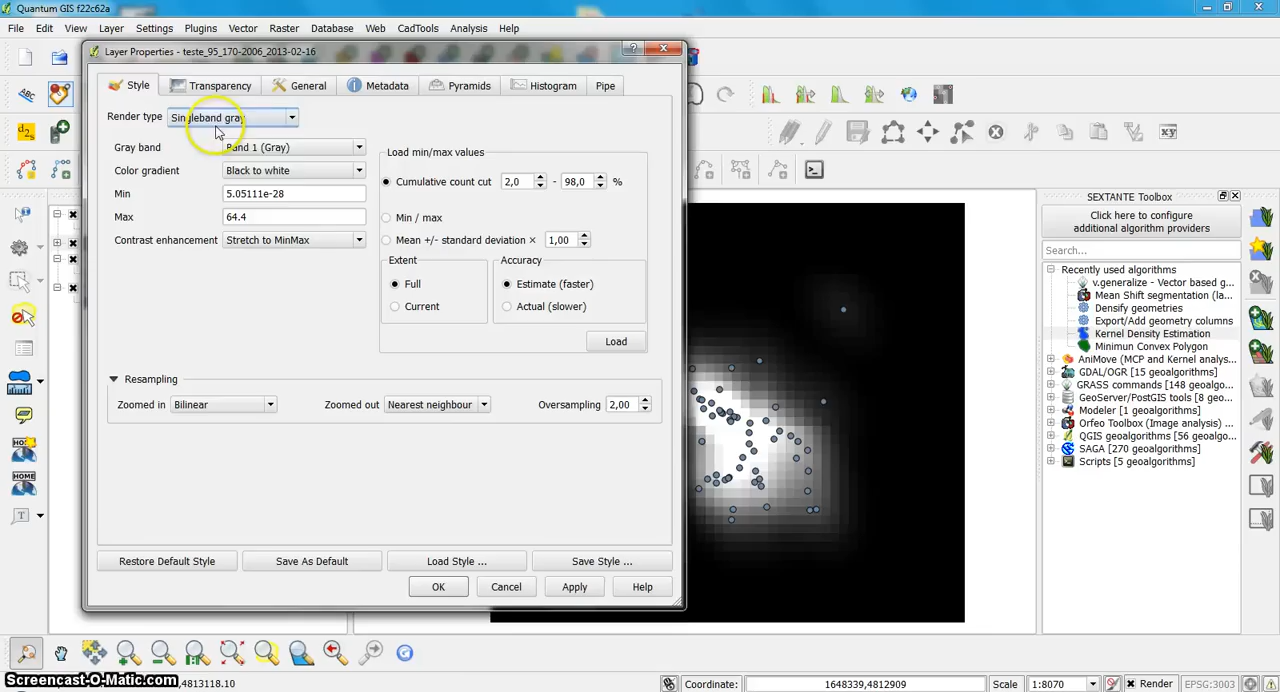 Quantum GIS f22c62a
File Edit View Layer Settings Plugins Vector Raster Database Web CadTools Analysis Help
Layer Properties - teste_95_170-2006_2013-02-16
Style Transparency General Metadata Pyramids Histogram Pipe
Render type Singleband gray
Gray band Band 1 (Gray)
Color gradient Black to white
Min 5.05111e-28
Max 64.4
Contrast enhancement Stretch to MinMax
Load min/max values
Cumulative count cut 2,0 - 98,0 %
Min / max
Mean +/- standard deviation × 1,00
Extent
Full
Current
Accuracy
Estimate (faster)
Actual (slower)
Load
Resampling
Zoomed in Bilinear Zoomed out Nearest neighbour Oversampling 2,00
Restore Default Style Save As Default Load Style ... Save Style ...
OK Cancel Apply Help
SEXTANTE Toolbox
Click here to configure
additional algorithm providers
Search...
Recently used algorithms
v.generalize - Vector based g...
Mean Shift segmentation (la...
Densify geometries
Export/Add geometry columns
Kernel Density Estimation
Minimun Convex Polygon
AniMove (MCP and Kernel analys...
GDAL/OGR [15 geoalgorithms]
GRASS commands [148 geoalgo...
GeoServer/PostGIS tools [8 geo...
Modeler [1 geoalgorithms]
Orfeo Toolbox (Image analysis) [...
QGIS geoalgorithms [56 geoalgo...
SAGA [270 geoalgorithms]
Scripts [5 geoalgorithms]
ABC
xy
HOME
HOME
T
Screencast-O-Matic.com
4813118.10
Coordinate: 1648339,4812909 Scale 1:8070 Render EPSG:3003